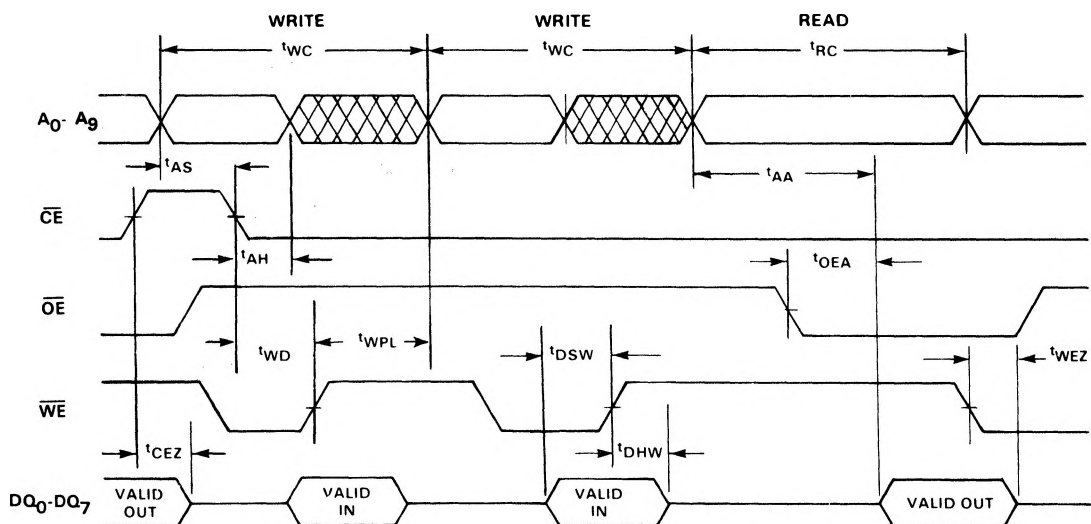 WRITE WRITE READ
tWC tWC tRC
A0- A9
tAS tAA
CE
tAH tOEA
OE
tWD tWPL tDSW tWEZ
WE
tCEZ tDHW
DQ0-DQ7 VALID OUT VALID IN VALID IN VALID OUT